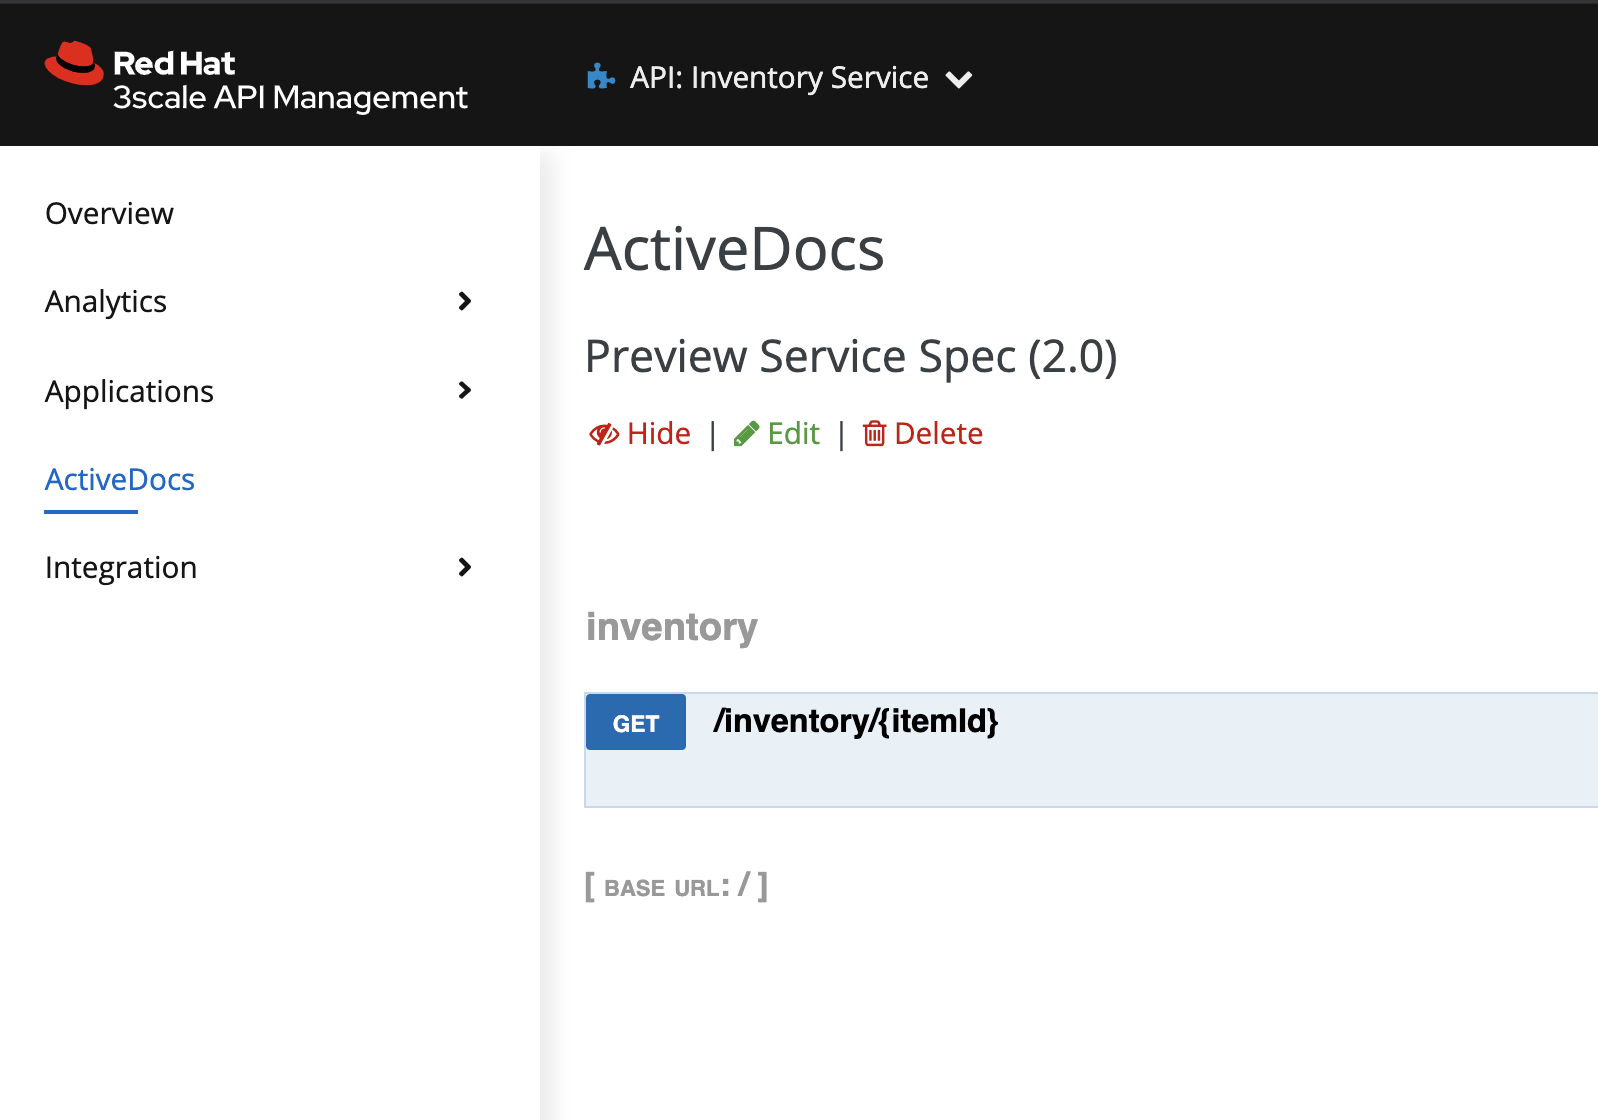 Red Hat
3scale API Management
API: Inventory Service
Overview
Analytics
Applications
ActiveDocs
Integration
ActiveDocs
Preview Service Spec (2.0)
Hide | Edit | Delete
inventory
GET /inventory/{itemId}
[ BASE URL: / ]